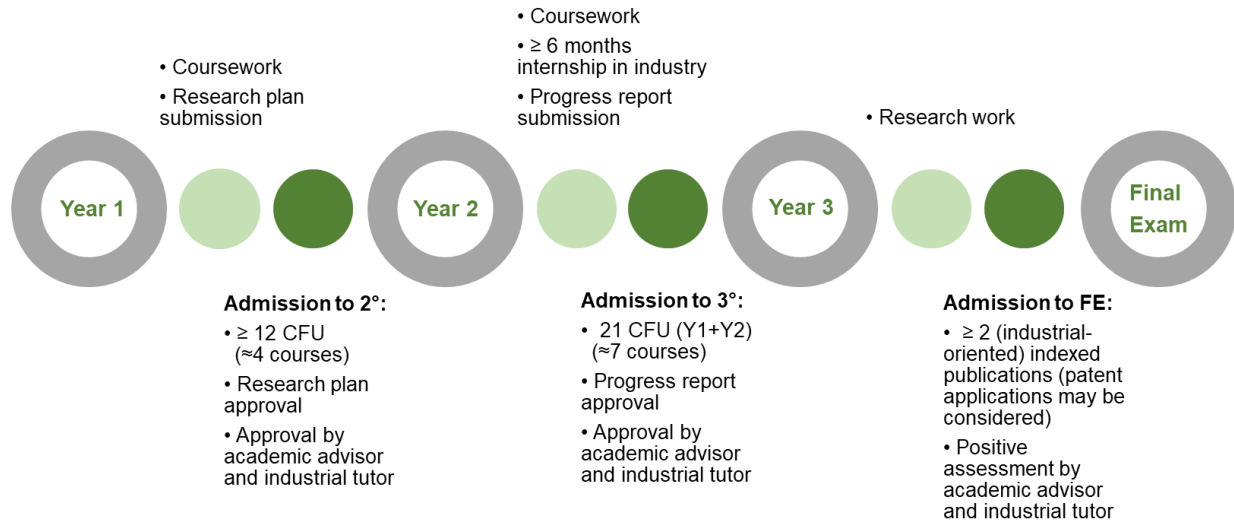 • Coursework
• Research plan
submission
• Coursework
• ≥ 6 months
internship in industry
• Progress report
submission
• Research work
Year 1
Year 2
Year 3
Final
Exam
Admission to 2°:
• ≥ 12 CFU
(≈4 courses)
• Research plan
approval
• Approval by
academic advisor
and industrial tutor
Admission to 3°:
• 21 CFU (Y1+Y2)
(≈7 courses)
• Progress report
approval
• Approval by
academic advisor
and industrial tutor
Admission to FE:
• ≥ 2 (industrial-
oriented) indexed
publications (patent
applications may be
considered)
• Positive
assessment by
academic advisor
and industrial tutor